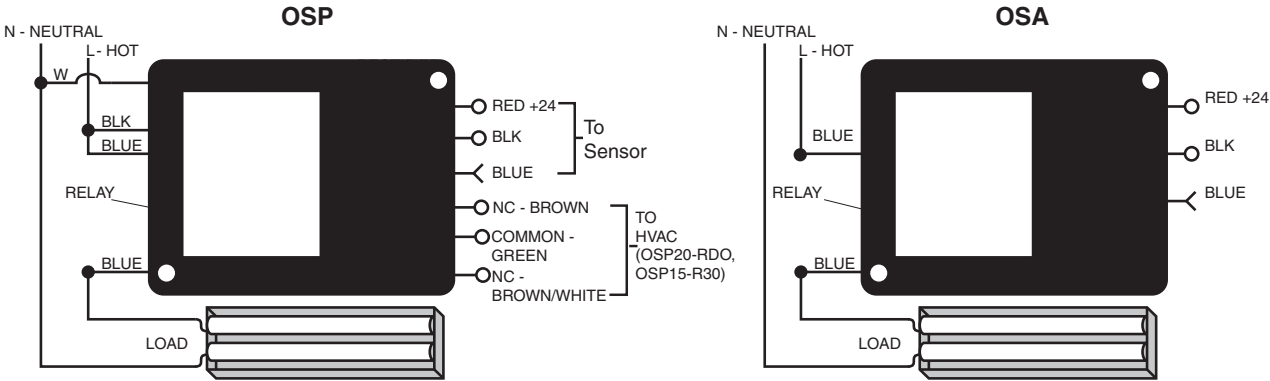 OSP
N - NEUTRAL
L - HOT
W
BLK
BLUE
RELAY
BLUE
LOAD
RED +24
BLK
BLUE
To
Sensor
NC - BROWN
COMMON -
GREEN
NC -
BROWN/WHITE
TO
HVAC
(OSP20-RDO,
OSP15-R30)
OSA
N - NEUTRAL
L - HOT
BLUE
RELAY
BLUE
LOAD
RED +24
BLK
BLUE